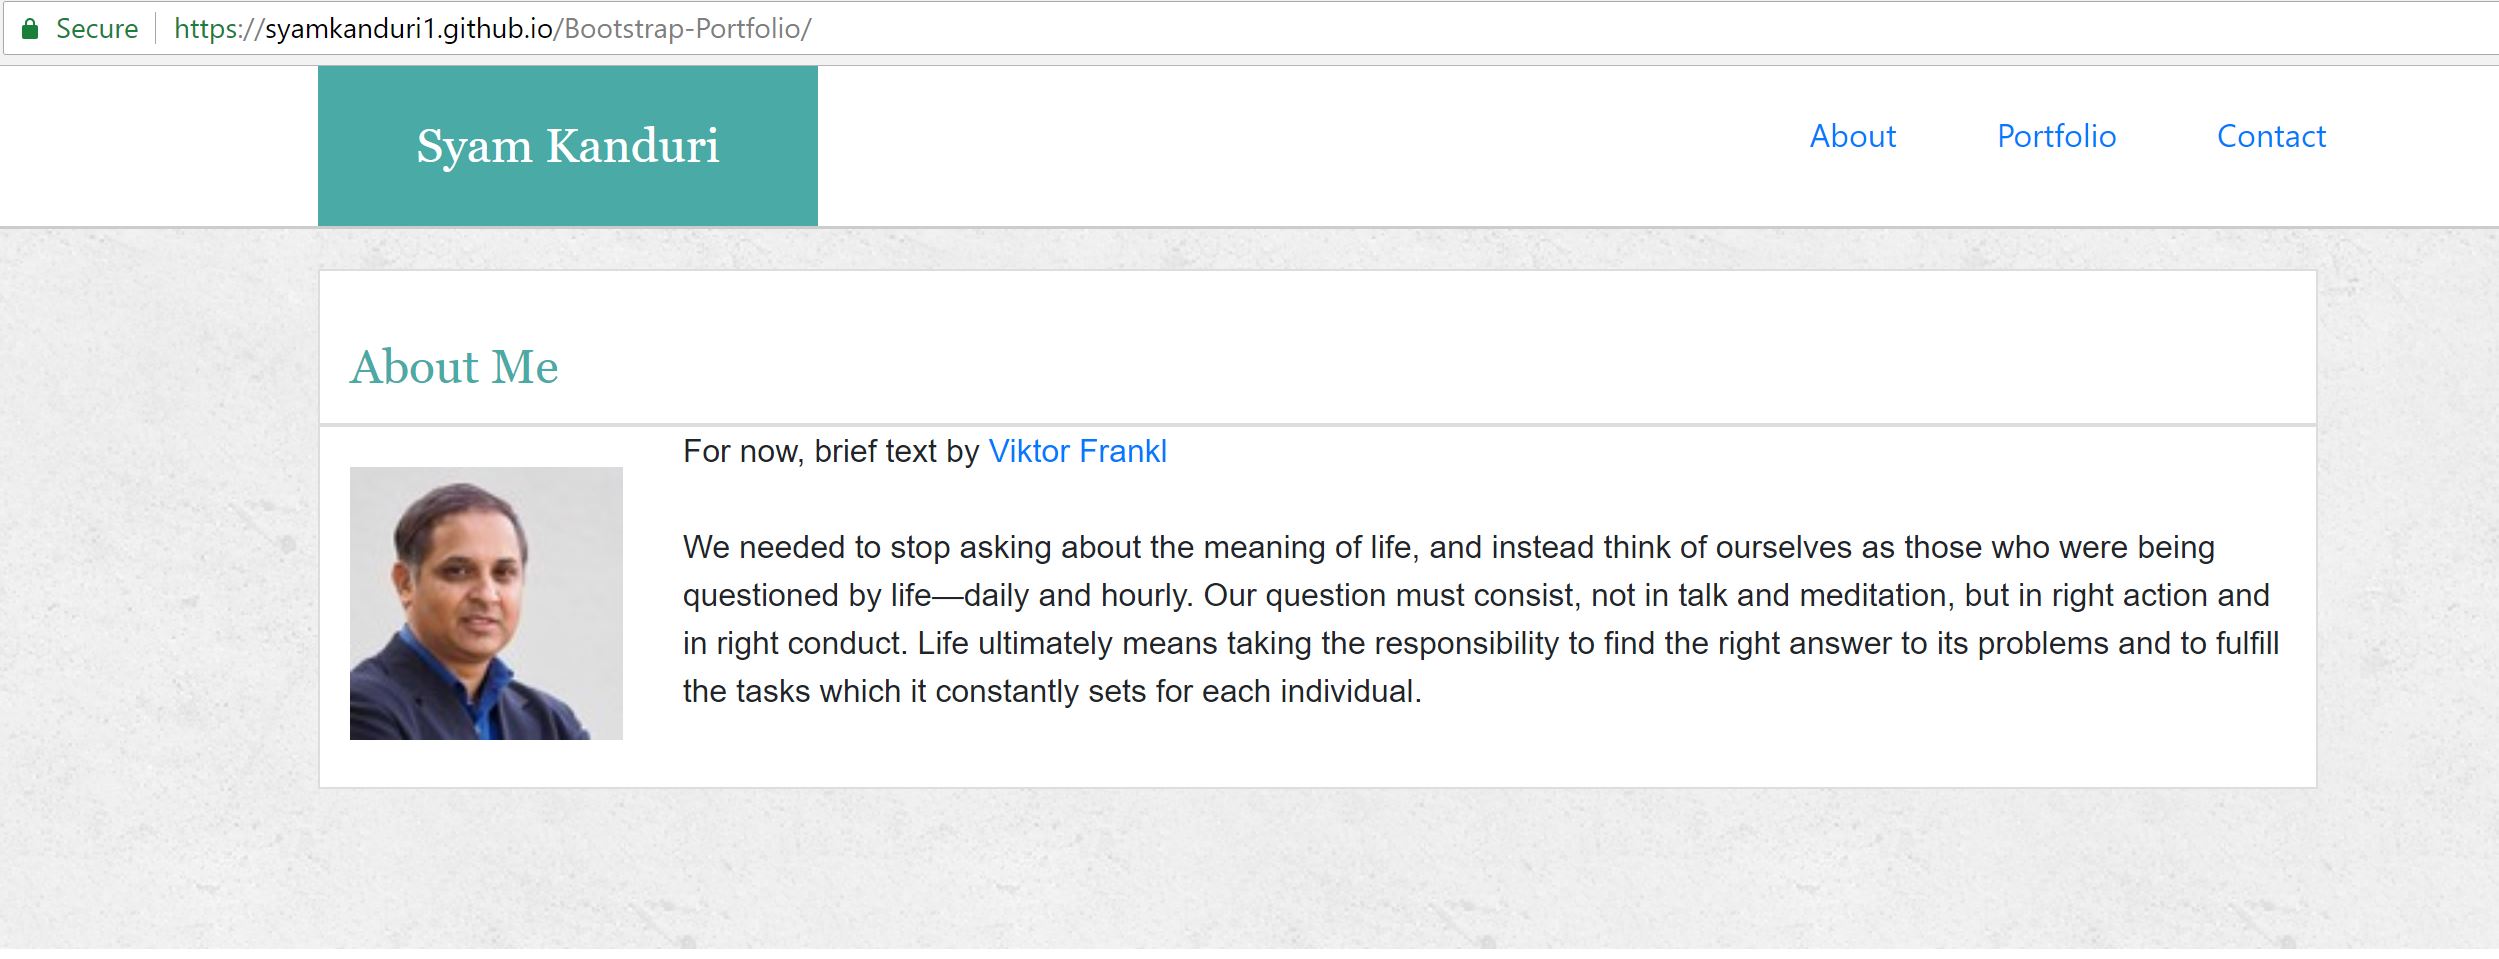 Secure https://syamkanduri1.github.io/Bootstrap-Portfolio/
Syam Kanduri
About Portfolio Contact
About Me
For now, brief text by Viktor Frankl
We needed to stop asking about the meaning of life, and instead think of ourselves as those who were being
questioned by life—daily and hourly. Our question must consist, not in talk and meditation, but in right action and
in right conduct. Life ultimately means taking the responsibility to find the right answer to its problems and to fulfill
the tasks which it constantly sets for each individual.